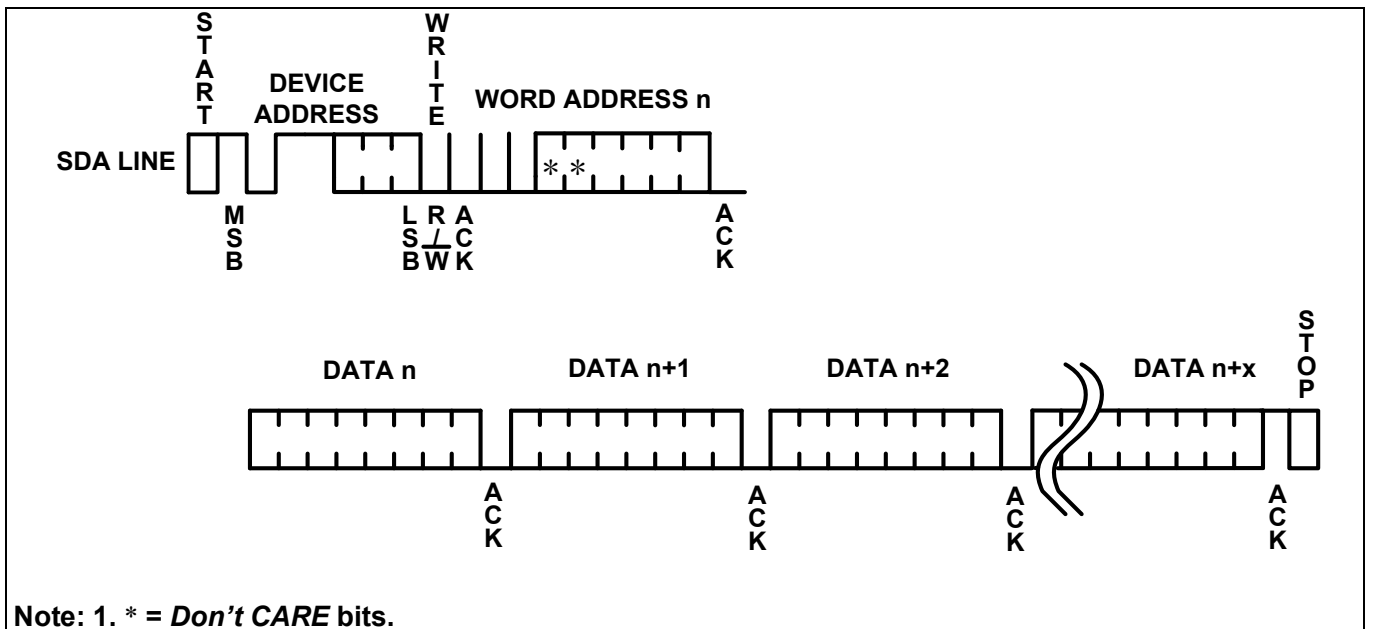 START
WRITE
DEVICE
ADDRESS
WORD ADDRESS n
SDA LINE
* *
MSB
LSB
R/W
ACK
ACK
STOP
DATA n
DATA n+1
DATA n+2
DATA n+x
ACK
ACK
ACK
ACK
Note: 1. * = Don't CARE bits.